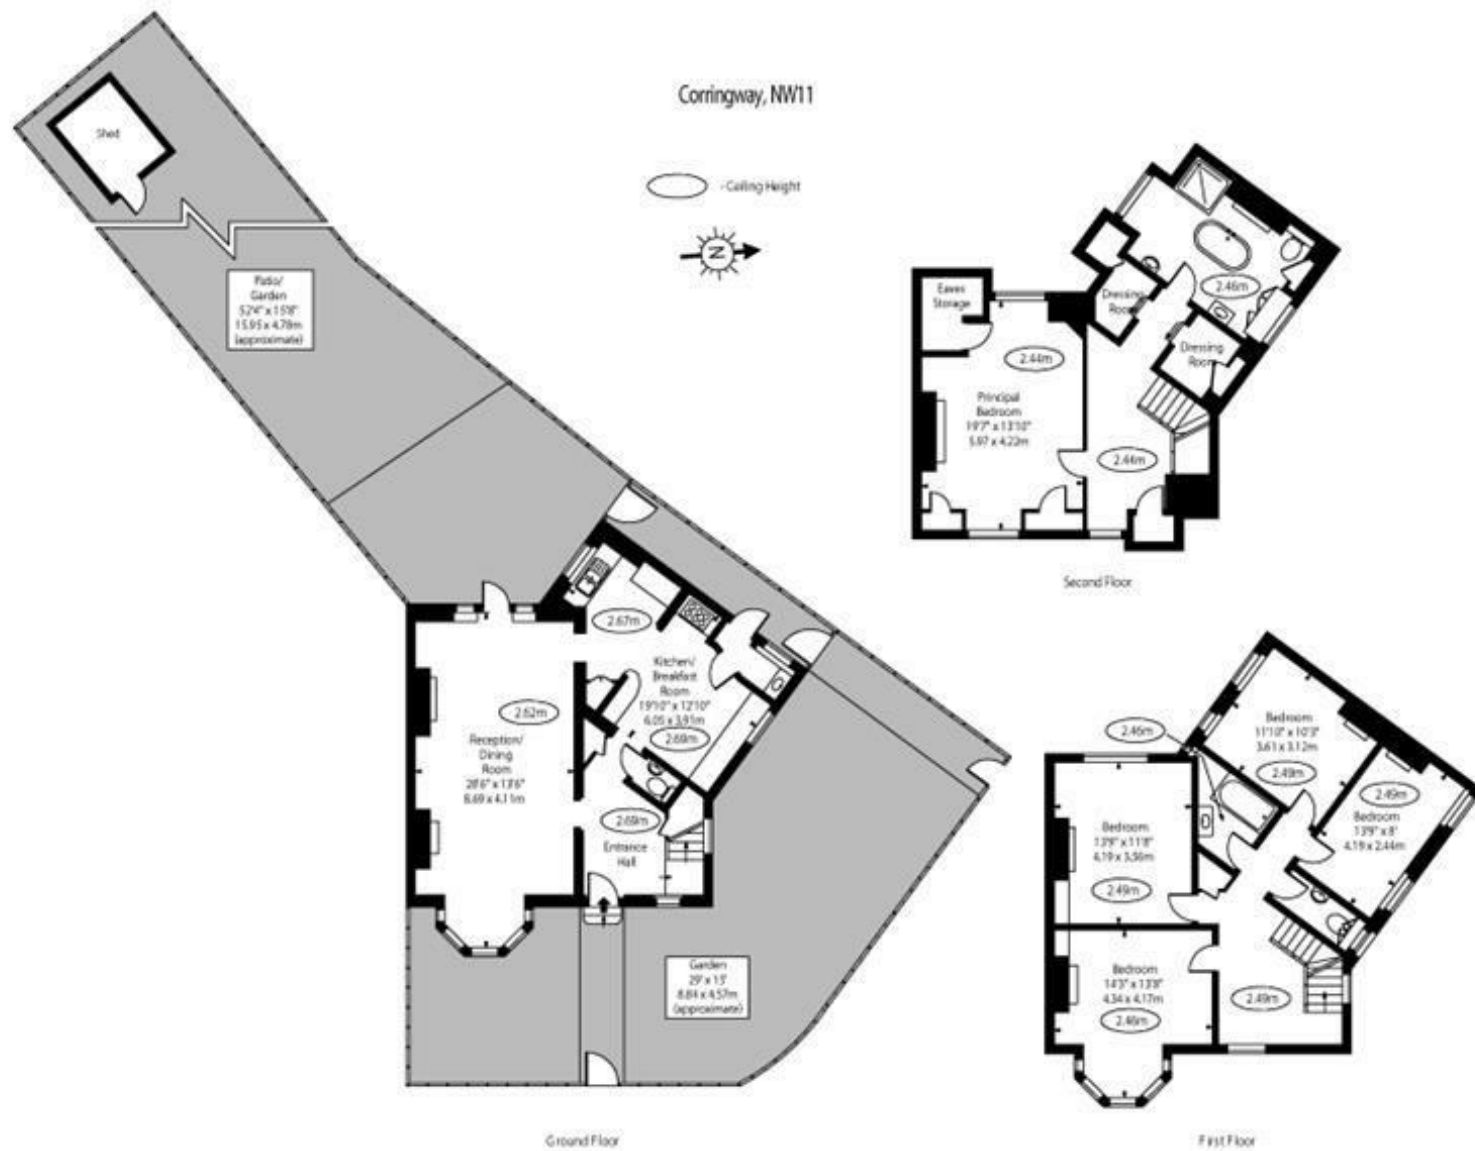 Corringway, NW11
- Ceiling Height
N
Shed
Patio/
Garden
52'4" x 15'8"
15.95 x 4.78m
(approximate)
2.67m
Kitchen/
Breakfast
Room
19'10" x 12'10"
6.05 x 3.91m
2.69m
2.62m
Reception/
Dining
Room
28'6" x 13'6"
8.69 x 4.11m
2.69m
Entrance
Hall
Garden
29' x 15'
8.84 x 4.57m
(approximate)
Ground Floor
Eaves
Storage
Dressing
Room
2.46m
Dressing
Room
2.44m
Principal
Bedroom
19'7" x 13'10"
5.97 x 4.22m
2.44m
Second Floor
2.46m
Bedroom
11'10" x 10'3"
3.61 x 3.12m
2.49m
2.49m
Bedroom
13'9" x 8'
4.19 x 2.44m
Bedroom
13'9" x 11'8"
4.19 x 3.56m
2.49m
Bedroom
14'3" x 13'8"
4.34 x 4.17m
2.46m
2.49m
First Floor